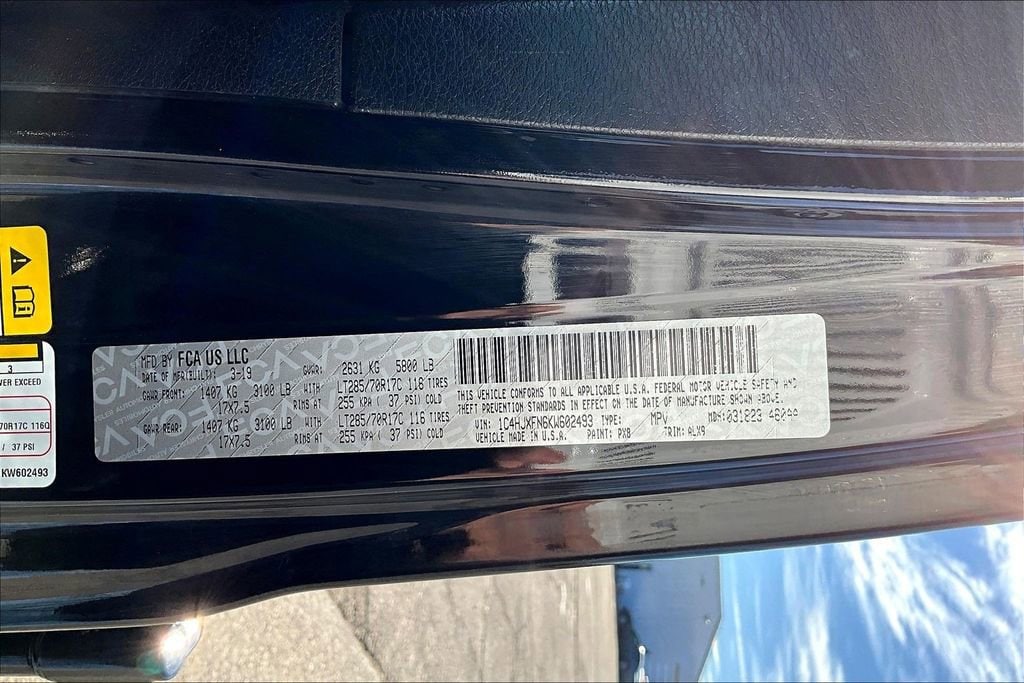 3
VER EXCEED
70R17C 116Q
/ 37 PSI
KW602493
MFD BY FCA US LLC
DATE OF MFR(BUILT): 3-19 GVWR: 2631 KG 5800 LB
GAWR FRONT: 1407 KG 3100 LB WITH LT285/70R17C 116 TIRES
17X7.5 RIMS AT 255 KPA ( 37 PSI) COLD
GAWR REAR: 1407 KG 3100 LB WITH LT285/70R17C 116 TIRES
17X7.5 RIMS AT 255 KPA ( 37 PSI) COLD
THIS VEHICLE CONFORMS TO ALL APPLICABLE U.S.A. FEDERAL MOTOR VEHICLE SAFETY AND
THEFT PREVENTION STANDARDS IN EFFECT ON THE DATE OF MANUFACTURE SHOWN ABOVE.
VIN: 1C4HJXFN6KW602493 TYPE: MPV MDH:031823
VEHICLE MADE IN U.S.A. PAINT: PX8 TRIM: ALX9